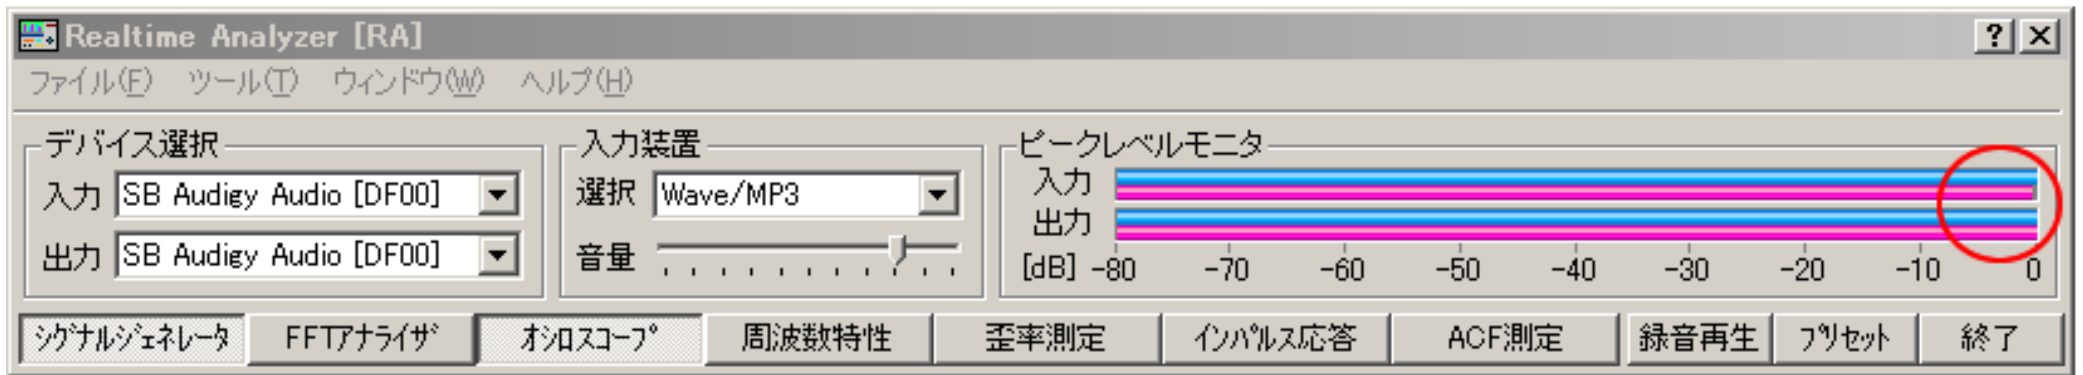 Realtime Analyzer [RA]
ファイル(F) ツール(T) ウィンドウ(W) ヘルプ(H)
デバイス選択
入力 SB Audigy Audio [DF00]
出力 SB Audigy Audio [DF00]
入力装置
選択 Wave/MP3
音量
ピークレベルモニタ
入力
出力
[dB] -80 -70 -60 -50 -40 -30 -20 -10 0
ｼｸﾞﾅﾙｼﾞｪﾈﾚｰﾀ FFTｱﾅﾗｲｻﾞ ｵｼﾛｽｺｰﾌﾟ 周波数特性 歪率測定 ｲﾝﾊﾟﾙｽ応答 ACF測定 録音再生 ﾌﾟﾘｾｯﾄ 終了